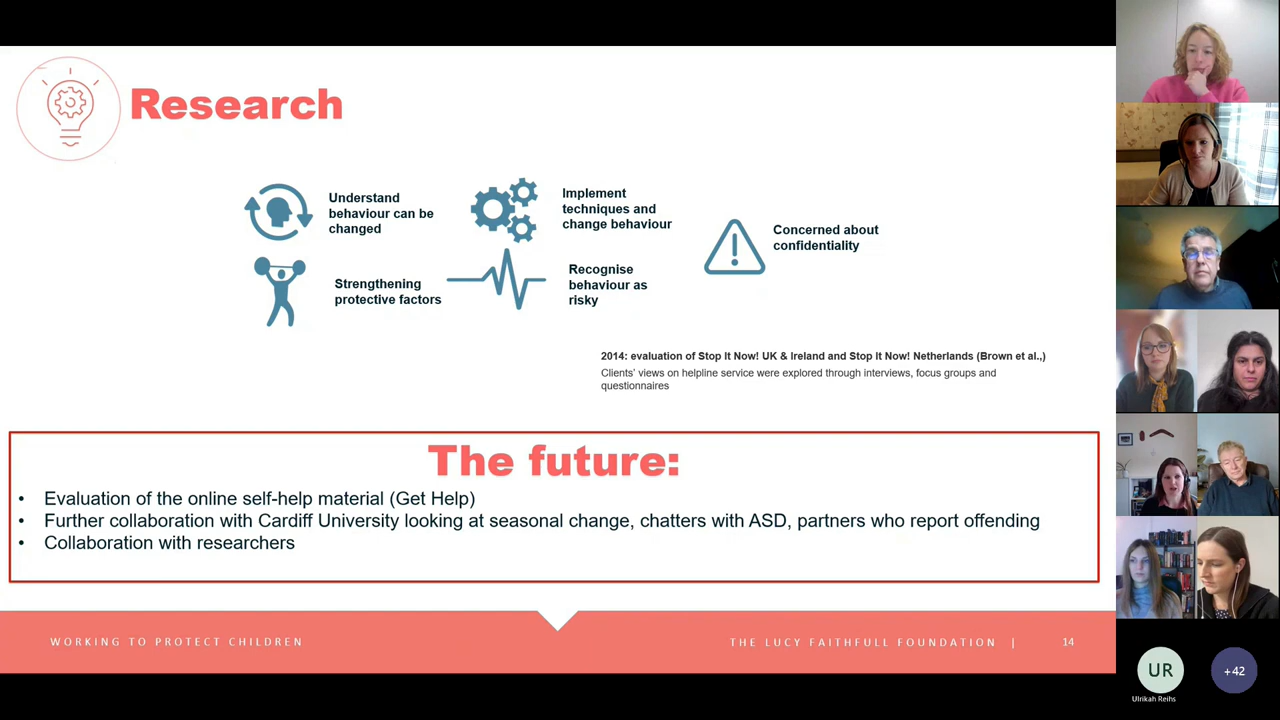 Research
Understand
behaviour can be
changed
Implement
techniques and
change behaviour
Concerned about
confidentiality
Strengthening
protective factors
Recognise
behaviour as
risky
2014: evaluation of Stop It Now! UK & Ireland and Stop It Now! Netherlands (Brown et al.,)
Clients' views on helpline service were explored through interviews, focus groups and
questionnaires
The future:
• Evaluation of the online self-help material (Get Help)
• Further collaboration with Cardiff University looking at seasonal change, chatters with ASD, partners who report offending
• Collaboration with researchers
WORKING TO PROTECT CHILDREN
THE LUCY FAITHFULL FOUNDATION | 14
UR
+42
Ulrikah Reihs